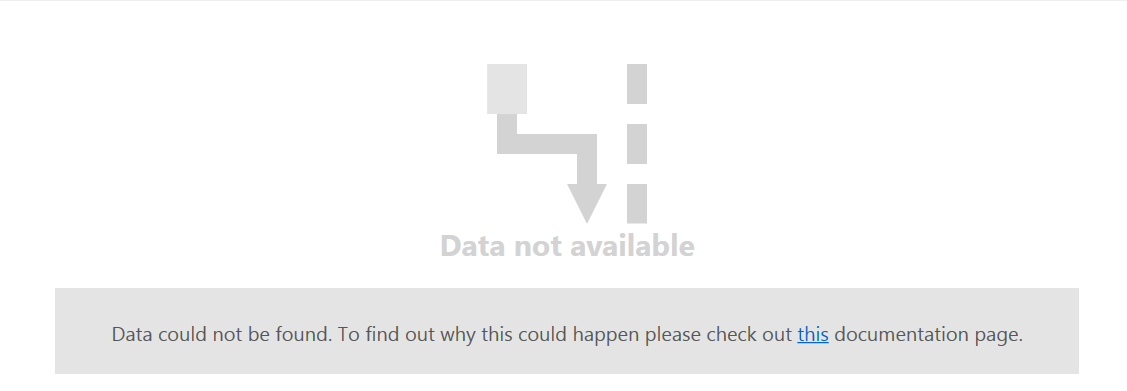 Data not available
Data could not be found. To find out why this could happen please check out this documentation page.